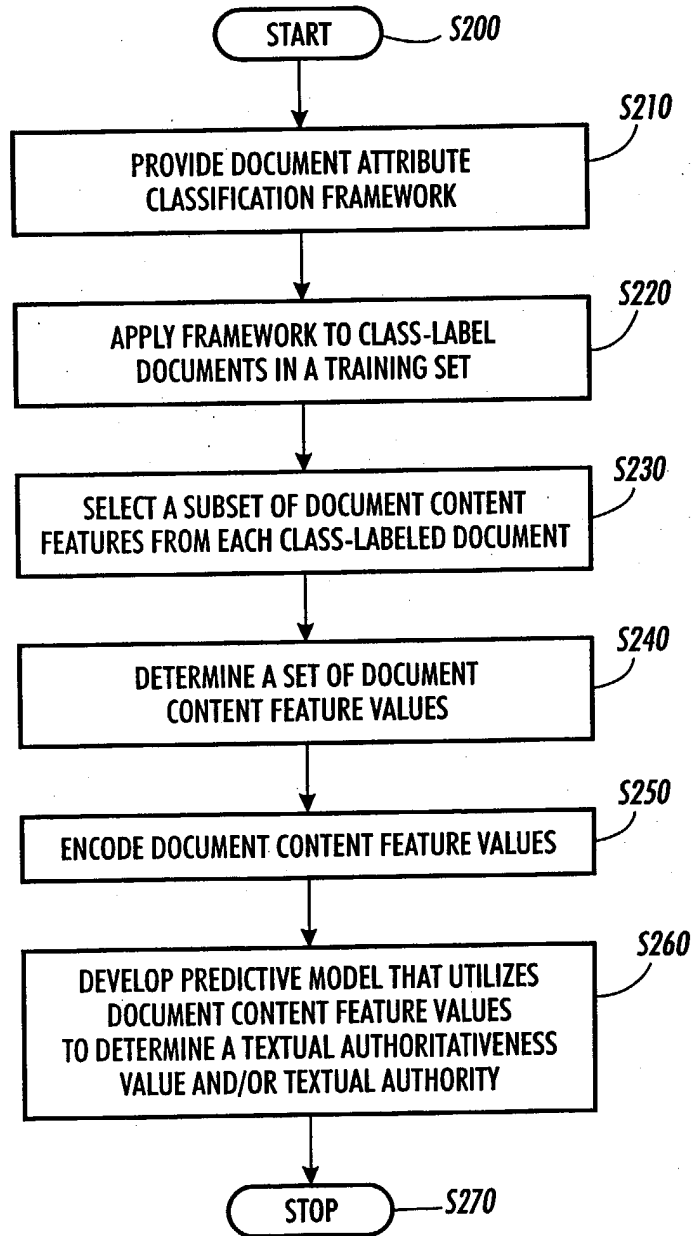 START
S200
S210
PROVIDE DOCUMENT ATTRIBUTE
CLASSIFICATION FRAMEWORK
S220
APPLY FRAMEWORK TO CLASS-LABEL
DOCUMENTS IN A TRAINING SET
S230
SELECT A SUBSET OF DOCUMENT CONTENT
FEATURES FROM EACH CLASS-LABELED DOCUMENT
S240
DETERMINE A SET OF DOCUMENT
CONTENT FEATURE VALUES
S250
ENCODE DOCUMENT CONTENT FEATURE VALUES
S260
DEVELOP PREDICTIVE MODEL THAT UTILIZES
DOCUMENT CONTENT FEATURE VALUES
TO DETERMINE A TEXTUAL AUTHORITATIVENESS
VALUE AND/OR TEXTUAL AUTHORITY
STOP
S270